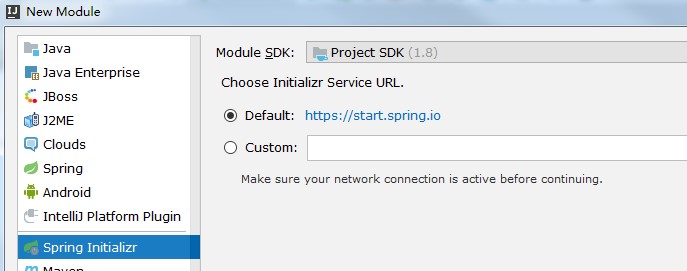 New Module
Java
Java Enterprise
JBoss
J2ME
Clouds
Spring
Android
IntelliJ Platform Plugin
Spring Initializr
Maven
Module SDK: Project SDK (1.8)
Choose Initializr Service URL.
Default: https://start.spring.io
Custom:
Make sure your network connection is active before continuing.